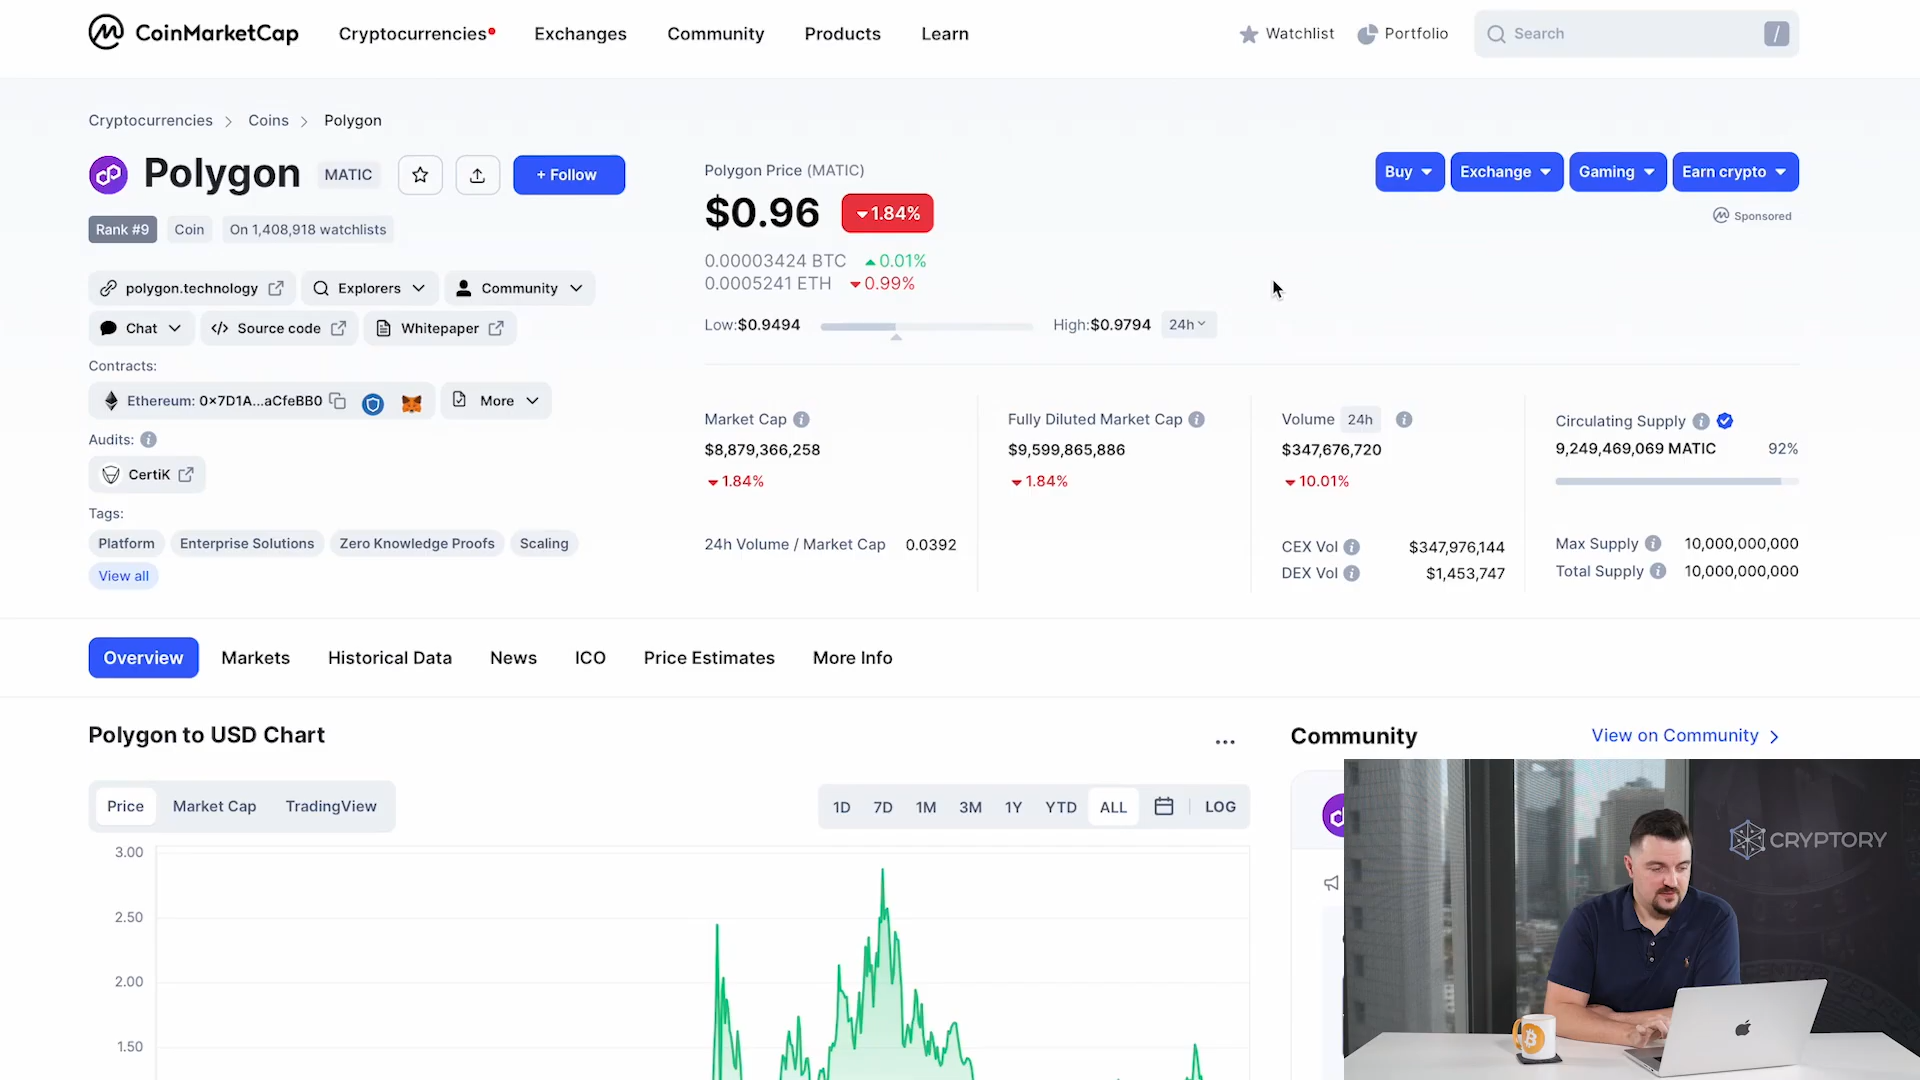 CoinMarketCap Cryptocurrencies Exchanges Community Products Learn Watchlist Portfolio Search /
Cryptocurrencies > Coins > Polygon
Polygon MATIC + Follow
Rank #9 Coin On 1,408,918 watchlists
polygon.technology Explorers Community
Chat Source code Whitepaper
Contracts:
Ethereum: 0x7D1A...aCfeBB0 More
Audits:
CertiK
Tags:
Platform Enterprise Solutions Zero Knowledge Proofs Scaling
View all
Polygon Price (MATIC)
$0.96 1.84%
0.00003424 BTC 0.01%
0.0005241 ETH 0.99%
Low:$0.9494 High:$0.9794 24h
Buy Exchange Gaming Earn crypto
Sponsored
Market Cap
$8,879,366,258
1.84%
24h Volume / Market Cap 0.0392
Fully Diluted Market Cap
$9,599,865,886
1.84%
Volume 24h
$347,676,720
10.01%
CEX Vol $347,976,144
DEX Vol $1,453,747
Circulating Supply
9,249,469,069 MATIC 92%
Max Supply 10,000,000,000
Total Supply 10,000,000,000
Overview Markets Historical Data News ICO Price Estimates More Info
Polygon to USD Chart ...
Price Market Cap TradingView 1D 7D 1M 3M 1Y YTD ALL LOG
3.00
2.50
2.00
1.50
Community View on Community >
CRYPTORY